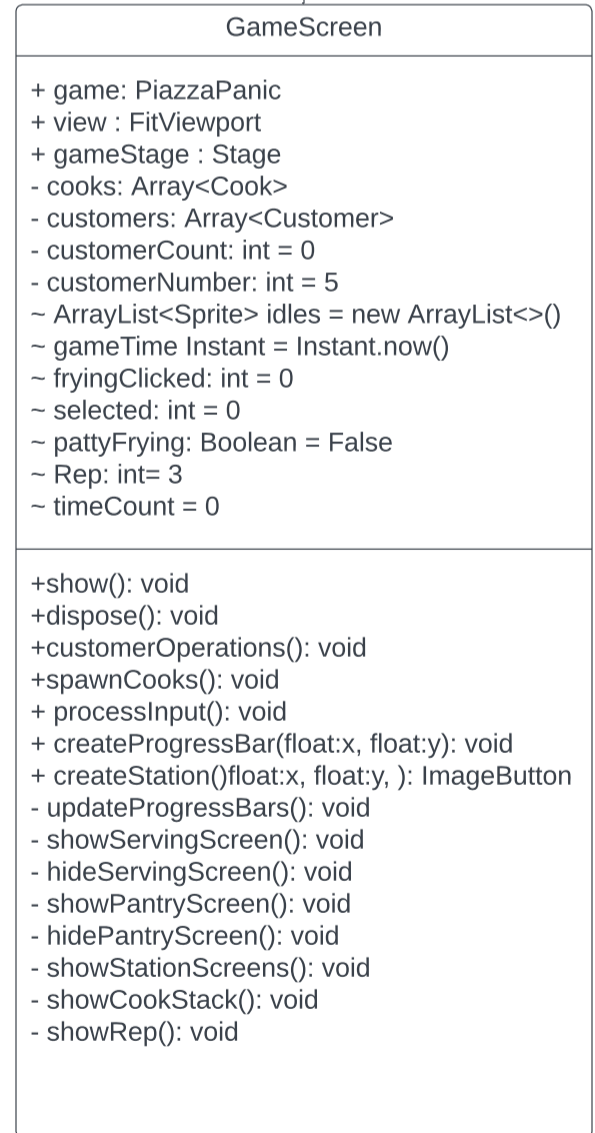 GameScreen
+ game: PiazzaPanic
+ view : FitViewport
+ gameStage : Stage
- cooks: Array<Cook>
- customers: Array<Customer>
- customerCount: int = 0
- customerNumber: int = 5
~ ArrayList<Sprite> idles = new ArrayList<>()
~ gameTime Instant = Instant.now()
~ fryingClicked: int = 0
~ selected: int = 0
~ pattyFrying: Boolean = False
~ Rep: int= 3
~ timeCount = 0
+show(): void
+dispose(): void
+customerOperations(): void
+spawnCooks(): void
+ processInput(): void
+ createProgressBar(float:x, float:y): void
+ createStation()float:x, float:y, ): ImageButton
- updateProgressBars(): void
- showServingScreen(): void
- hideServingScreen(): void
- showPantryScreen(): void
- hidePantryScreen(): void
- showStationScreens(): void
- showCookStack(): void
- showRep(): void